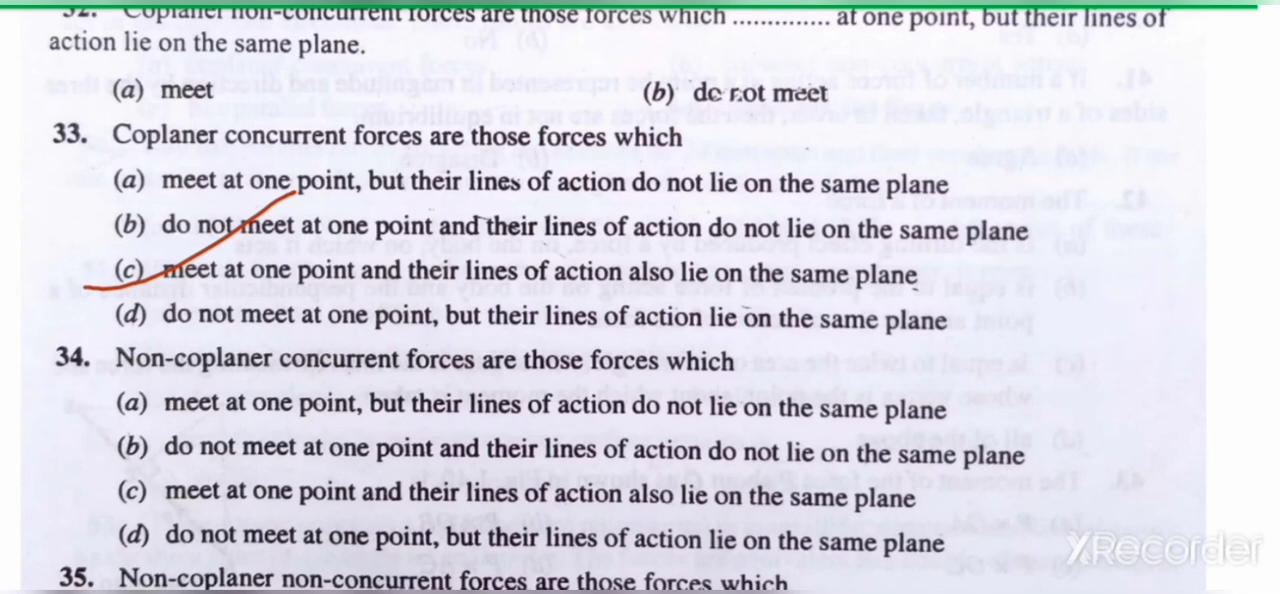 32. Coplaner non-concurrent forces are those forces which .............. at one point, but their lines of
action lie on the same plane.
(a) meet (b) do not meet
33. Coplaner concurrent forces are those forces which
(a) meet at one point, but their lines of action do not lie on the same plane
(b) do not meet at one point and their lines of action do not lie on the same plane
(c) meet at one point and their lines of action also lie on the same plane
(d) do not meet at one point, but their lines of action lie on the same plane
34. Non-coplaner concurrent forces are those forces which
(a) meet at one point, but their lines of action do not lie on the same plane
(b) do not meet at one point and their lines of action do not lie on the same plane
(c) meet at one point and their lines of action also lie on the same plane
(d) do not meet at one point, but their lines of action lie on the same plane
XRecorder
35. Non-coplaner non-concurrent forces are those forces which